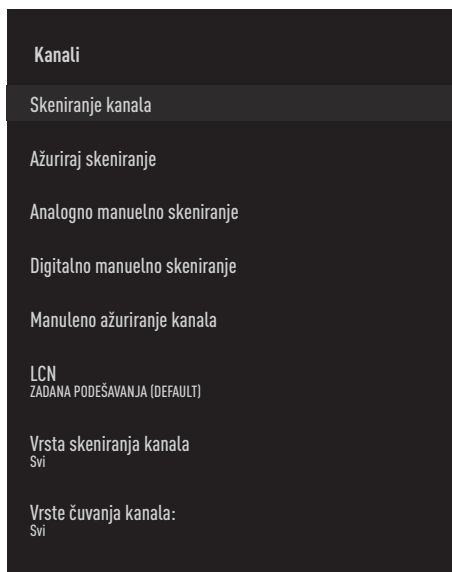 Kanali
Skeniranje kanala
Ažuriraj skeniranje
Analogno manuelno skeniranje
Digitalno manuelno skeniranje
Manuleno ažuriranje kanala
LCN
ZADANA PODEŠAVANJA (DEFAULT)
Vrsta skeniranja kanala
Svi
Vrste čuvanja kanala:
Svi